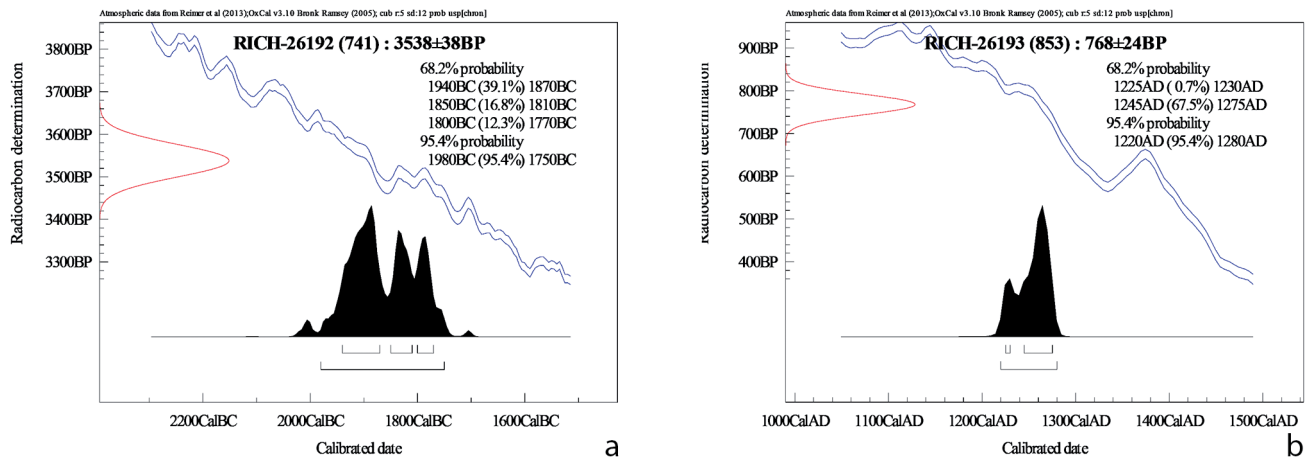 Atmospheric data from Reimer et al (2013);OxCal v3.10 Bronk Ramsey (2005); cub r:5 sd:12 prob usp[chron]
RICH-26192 (741) : 3538±38BP
68.2% probability
1940BC (39.1%) 1870BC
1850BC (16.8%) 1810BC
1800BC (12.3%) 1770BC
95.4% probability
1980BC (95.4%) 1750BC
Radiocarbon determination
3800BP
3700BP
3600BP
3500BP
3400BP
3300BP
2200CalBC
2000CalBC
1800CalBC
1600CalBC
Calibrated date
a
Atmospheric data from Reimer et al (2013);OxCal v3.10 Bronk Ramsey (2005); cub r:5 sd:12 prob usp[chron]
RICH-26193 (853) : 768±24BP
68.2% probability
1225AD ( 0.7%) 1230AD
1245AD (67.5%) 1275AD
95.4% probability
1220AD (95.4%) 1280AD
Radiocarbon determination
900BP
800BP
700BP
600BP
500BP
400BP
1000CalAD
1100CalAD
1200CalAD
1300CalAD
1400CalAD
1500CalAD
Calibrated date
b